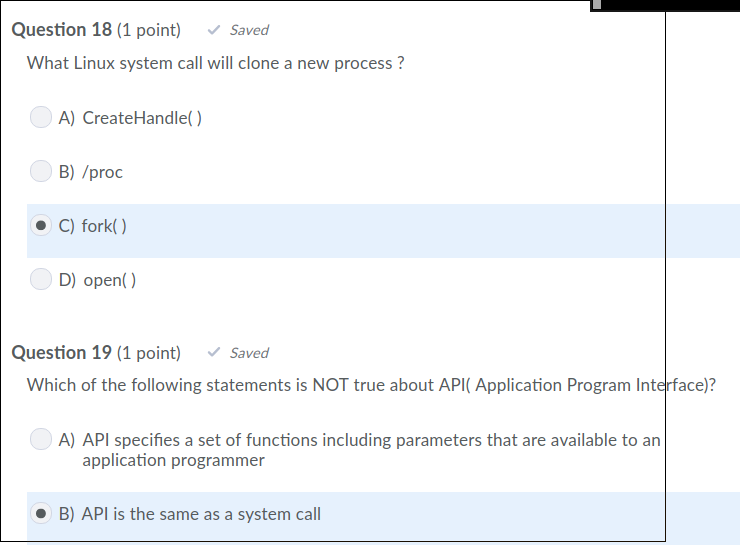 Question 18 (1 point) ✓ Saved
What Linux system call will clone a new process ?
A) CreateHandle( )
B) /proc
C) fork( )
D) open( )
Question 19 (1 point) ✓ Saved
Which of the following statements is NOT true about API( Application Program Interface)?
A) API specifies a set of functions including parameters that are available to an
application programmer
B) API is the same as a system call